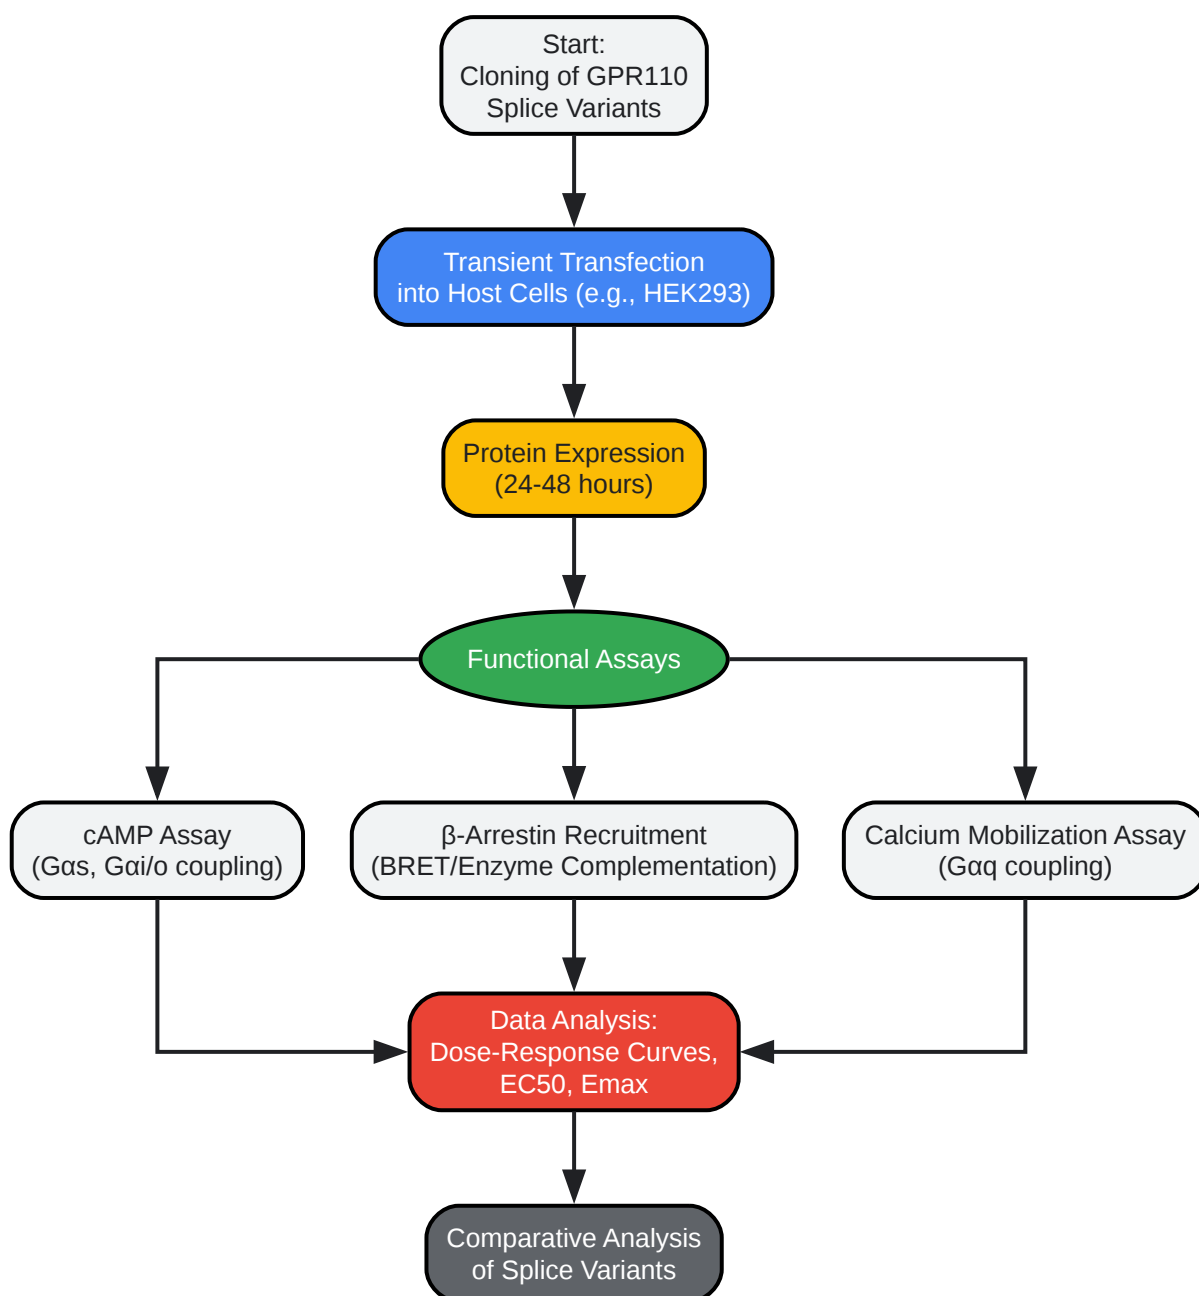 Start:
Cloning of GPR110
Splice Variants
Transient Transfection
into Host Cells (e.g., HEK293)
Protein Expression
(24-48 hours)
Functional Assays
cAMP Assay
(Gαs, Gαi/o coupling)
β-Arrestin Recruitment
(BRET/Enzyme Complementation)
Calcium Mobilization Assay
(Gαq coupling)
Data Analysis:
Dose-Response Curves,
EC50, Emax
Comparative Analysis
of Splice Variants